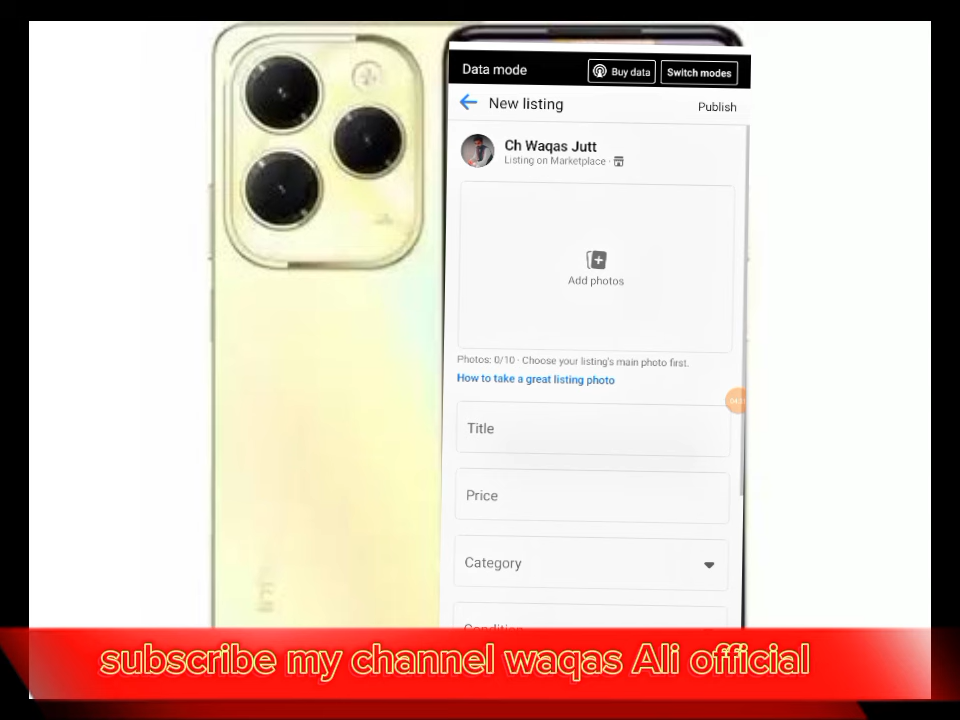 Data mode
Buy data
Switch modes
New listing
Publish
Ch Waqas Jutt
Listing on Marketplace ·
Add photos
Photos: 0/10 · Choose your listing's main photo first.
How to take a great listing photo
Title
Price
Category
Condition
subscribe my channel waqas Ali official